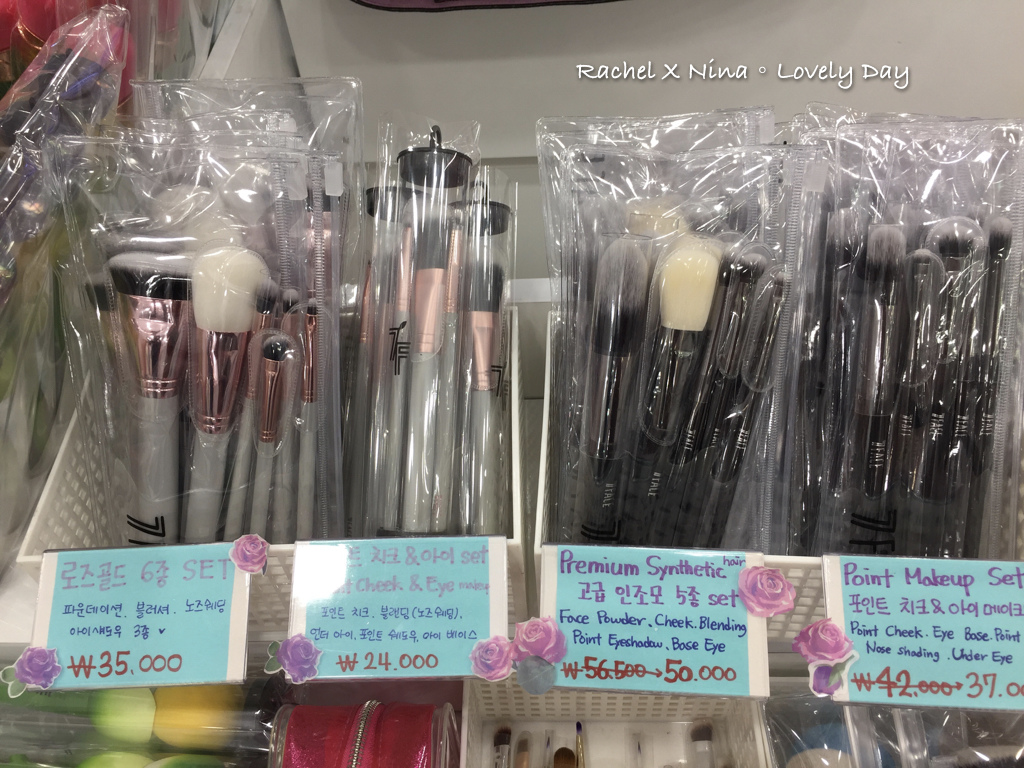 Rachel X Nina。Lovely Day
로즈골드 6종 SET
파운데이션. 블러셔. 노즈쉐딩
아이섀도우 3종
₩35,000
포인트 치크&아이 set
Cheek & Eye makeup
포인트 치크, 블렌딩(노즈쉐딩),
언더 아이, 포인트 쉐도우, 아이 베이스
₩24.000
Premium Synthetic hair
고급 인조모 5종 set
Face Powder. Cheek. Blending
Point Eyeshadow. Base Eye
₩56.500→50.000
Point Makeup Set
포인트 치크&아이 메이크
Point Cheek. Eye Base. Point
Nose shading. Under Eye
₩42.000→37.0
BTALE
BTALE